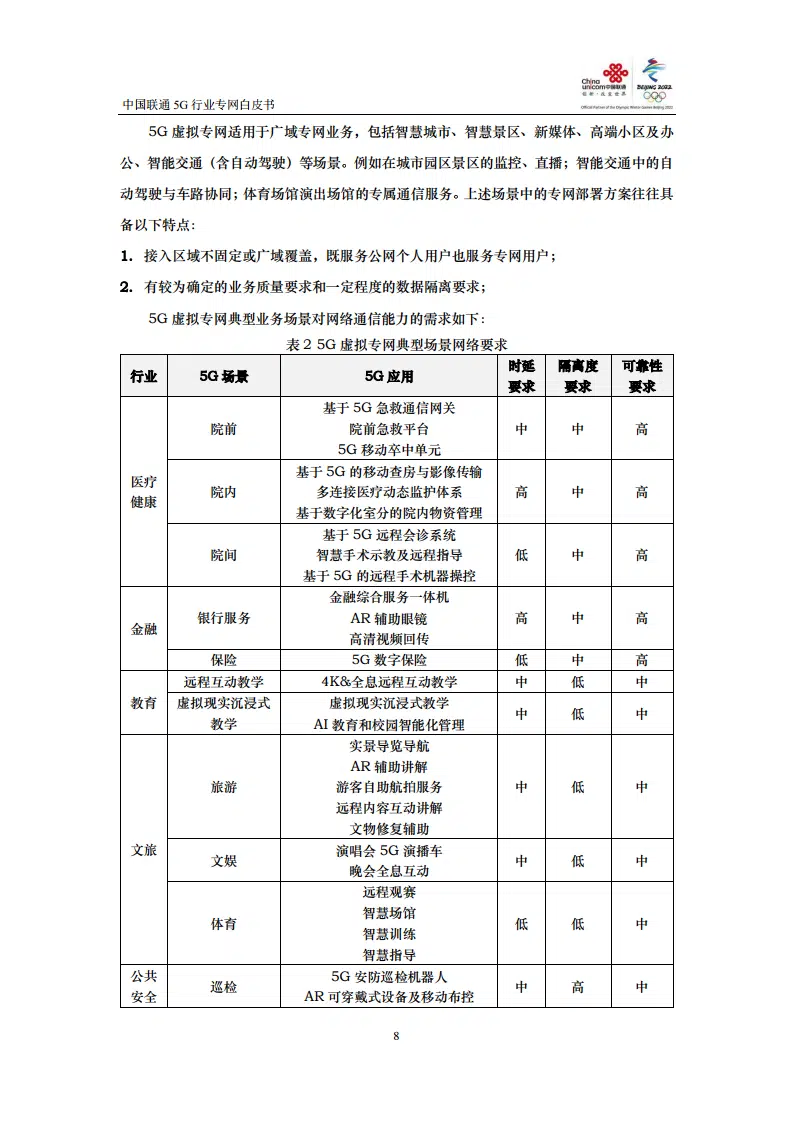 中国联通 5G 行业专网白皮书
China
unicom中国联通
创新·改变世界
BEIJING 2022
Official Partner of the Olympic Winter Games Beijing 2022
5G 虚拟专网适用于广域专网业务，包括智慧城市、智慧景区、新媒体、高端小区及办
公、智能交通（含自动驾驶）等场景。例如在城市园区景区的监控、直播；智能交通中的自
动驾驶与车路协同；体育场馆演出场馆的专属通信服务。上述场景中的专网部署方案往往具
备以下特点：
1. 接入区域不固定或广域覆盖，既服务公网个人用户也服务专网用户；
2. 有较为确定的业务质量要求和一定程度的数据隔离要求；
5G 虚拟专网典型业务场景对网络通信能力的需求如下：
表 2 5G 虚拟专网典型场景网络要求
行业 5G 场景 5G 应用 时延要求 隔离度要求 可靠性要求
医疗健康
院前
基于 5G 急救通信网关
院前急救平台
5G 移动卒中单元
中 中 高
院内
基于 5G 的移动查房与影像传输
多连接医疗动态监护体系
基于数字化室分的院内物资管理
高 中 高
院间
基于 5G 远程会诊系统
智慧手术示教及远程指导
基于 5G 的远程手术机器操控
低 中 高
金融
银行服务
金融综合服务一体机
AR 辅助眼镜
高清视频回传
高 中 高
保险 5G 数字保险 低 中 高
教育
远程互动教学 4K&全息远程互动教学 中 低 中
虚拟现实沉浸式
教学
虚拟现实沉浸式教学
AI 教育和校园智能化管理
中 低 中
文旅
旅游
实景导览导航
AR 辅助讲解
游客自助航拍服务
远程内容互动讲解
文物修复辅助
中 低 中
文娱
演唱会 5G 演播车
晚会全息互动
中 低 中
体育
远程观赛
智慧场馆
智慧训练
智慧指导
低 低 中
公共
安全
巡检
5G 安防巡检机器人
AR 可穿戴式设备及移动布控
中 高 中
8